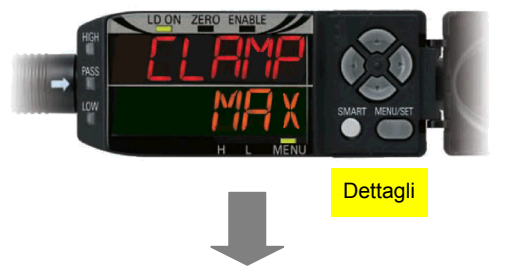 LD ON ZERO ENABLE
HIGH
CLAMP
PASS
MAX
LOW
SMART MENU/SET
H L MENU
Dettagli